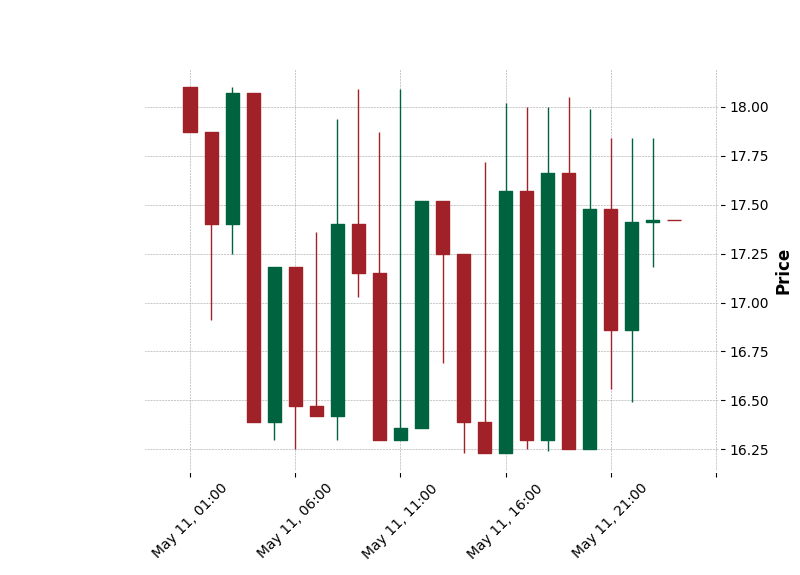 18.00
17.75
17.50
17.25
17.00
16.75
16.50
16.25
Price
May 11, 01:00
May 11, 06:00
May 11, 11:00
May 11, 16:00
May 11, 21:00